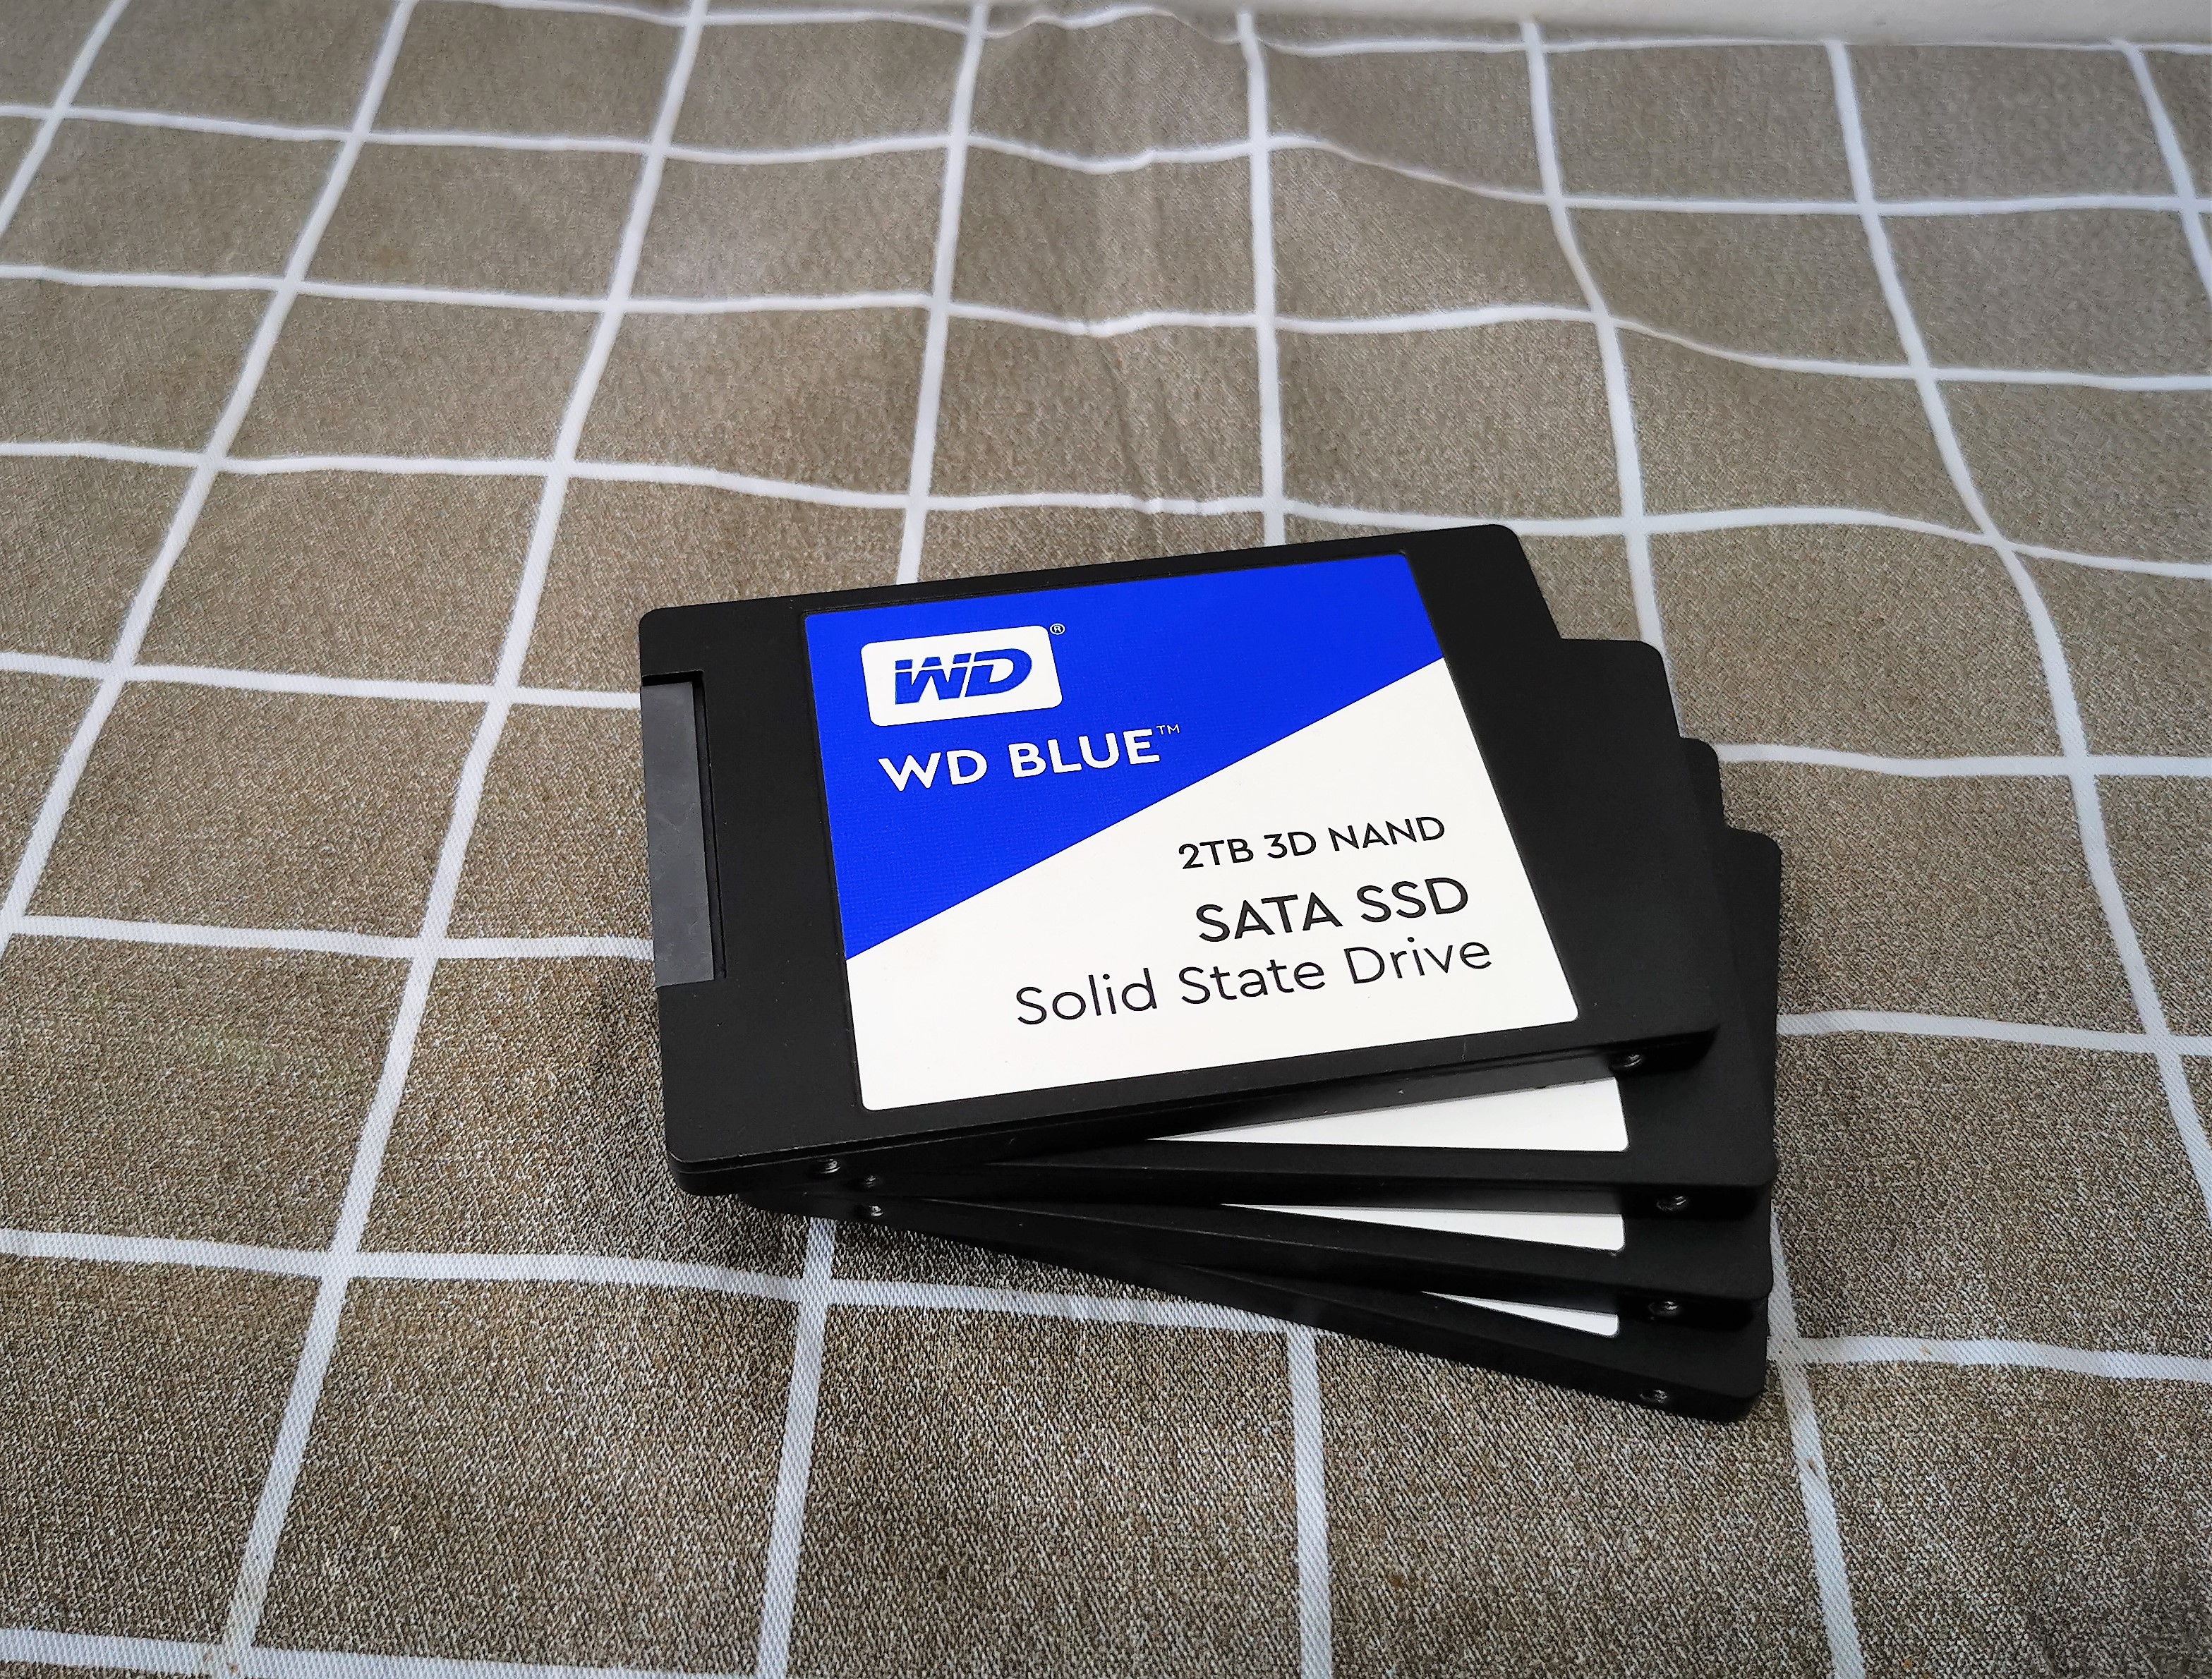 WD®
WD BLUE™
2TB 3D NAND
SATA SSD
Solid State Drive